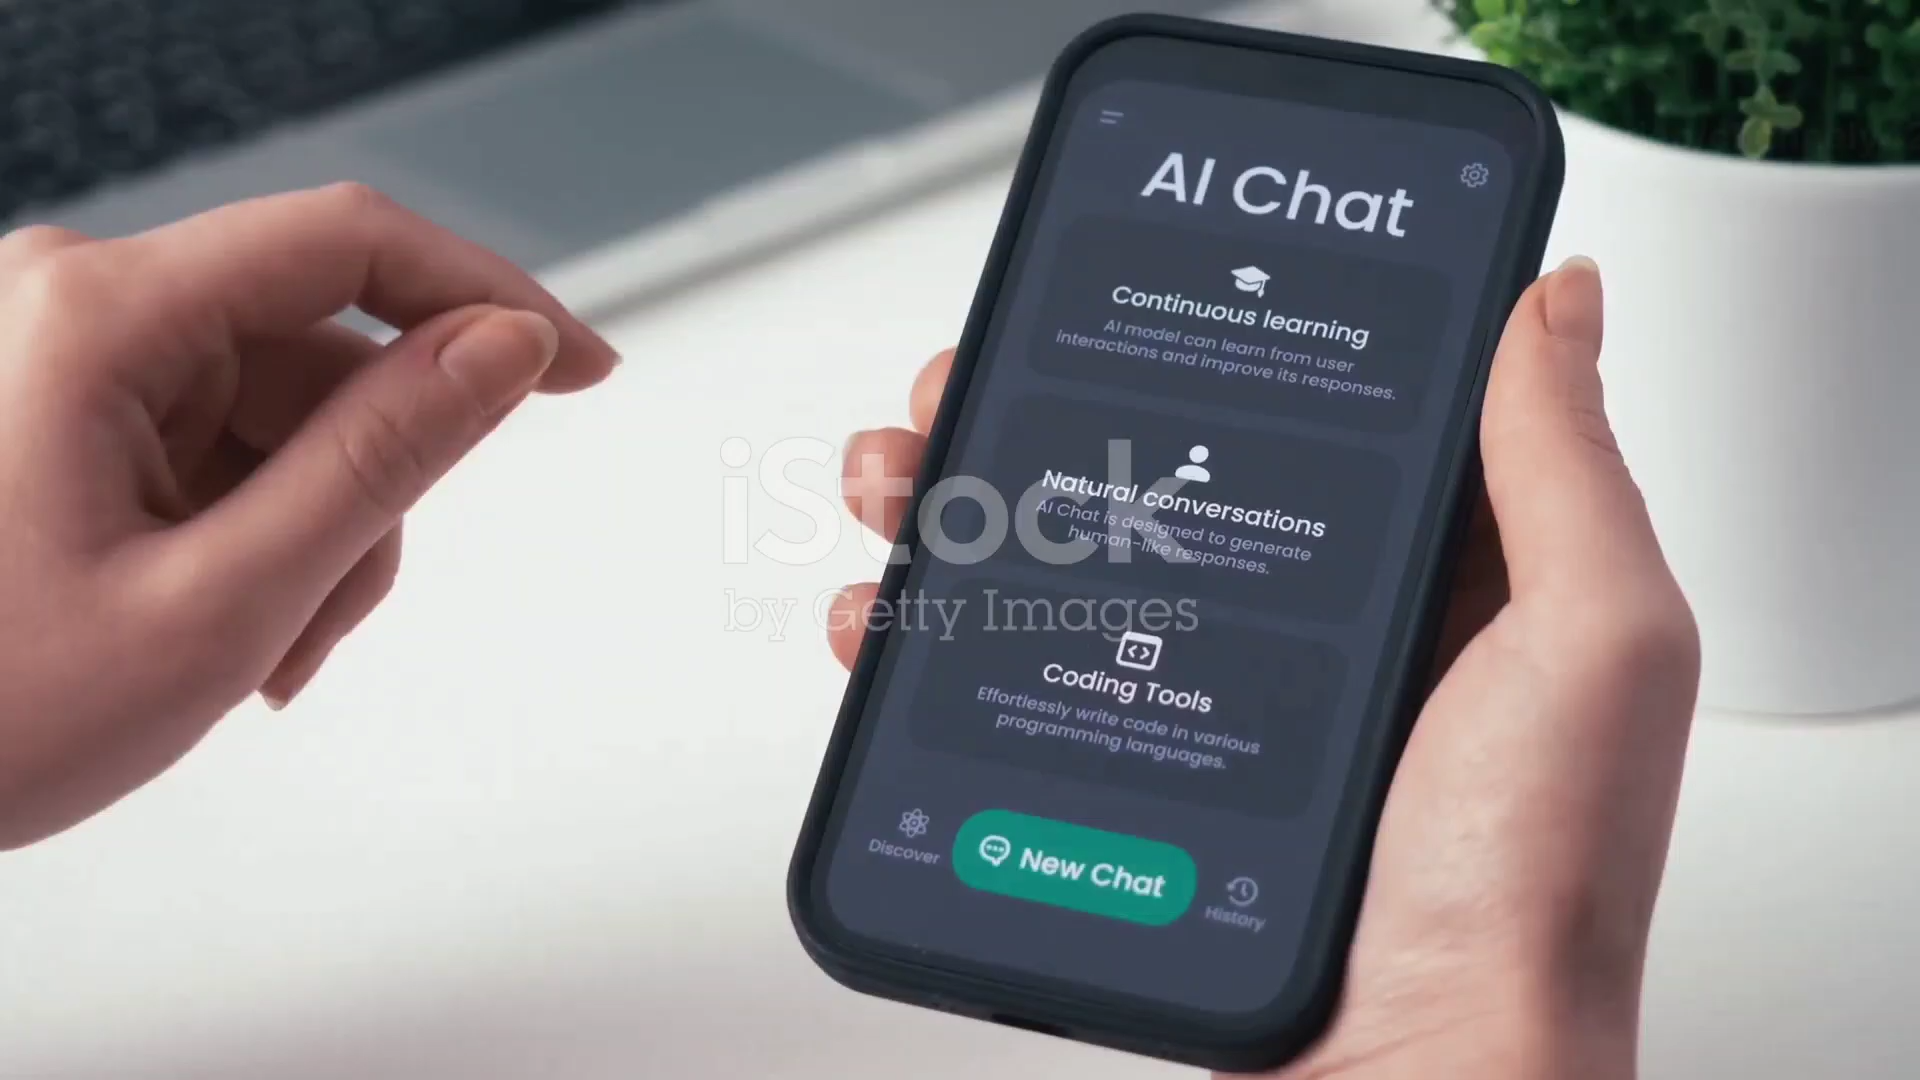 AI Chat
Continuous learning
AI model can learn from user
interactions and improve its responses.
Natural conversations
AI Chat is designed to generate
human-like responses.
Coding Tools
Effortlessly write code in various
programming languages.
Discover
New Chat
History
iStock
by Getty Images